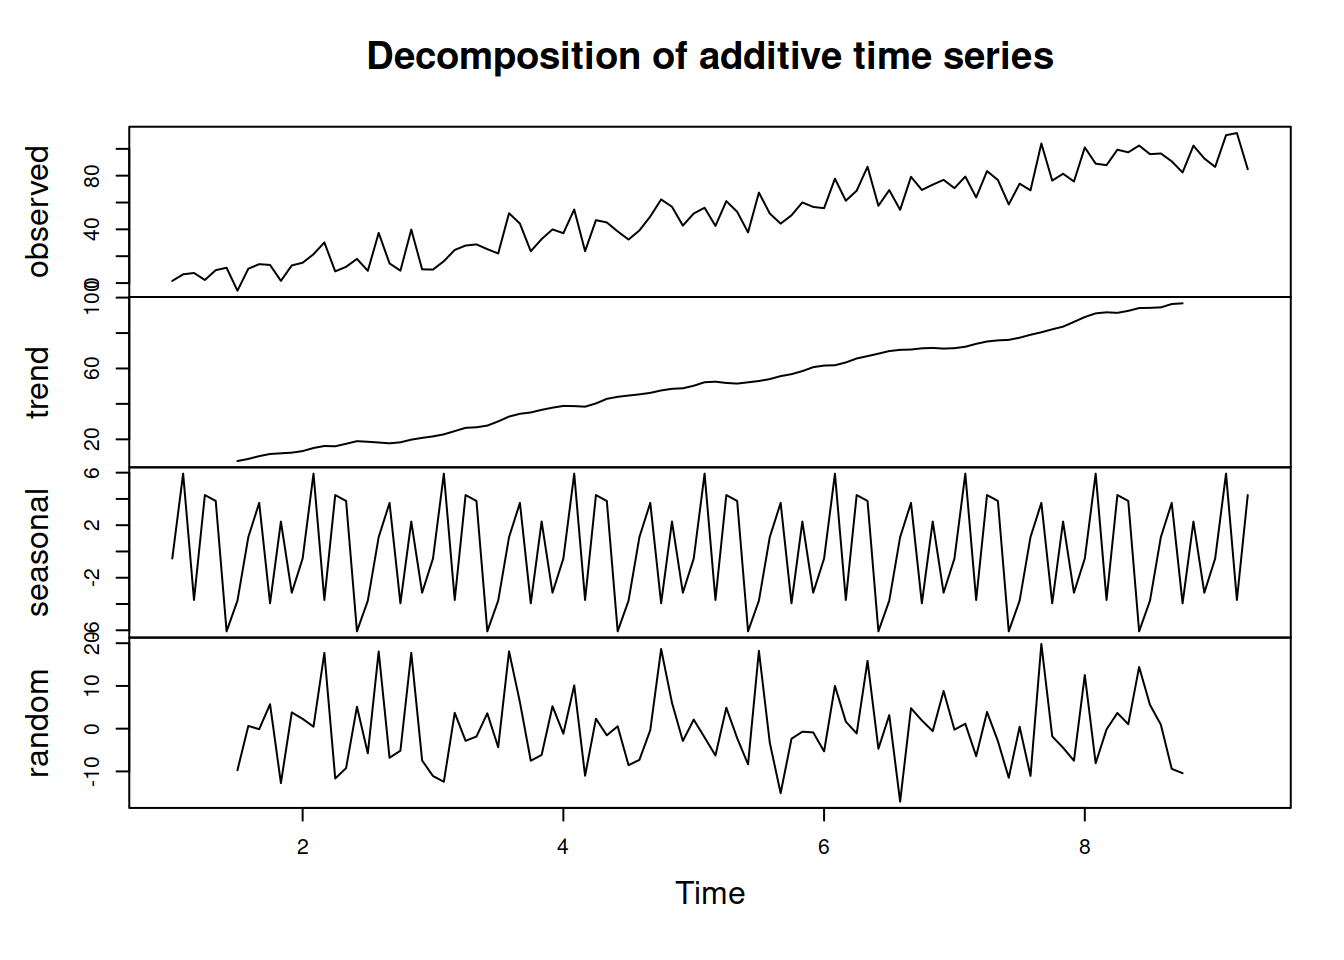 Decomposition of additive time series
observed
0 40 80
trend
20 60 100
seasonal
-6 -2 2 6
random
-10 0 10 20
2 4 6 8
Time